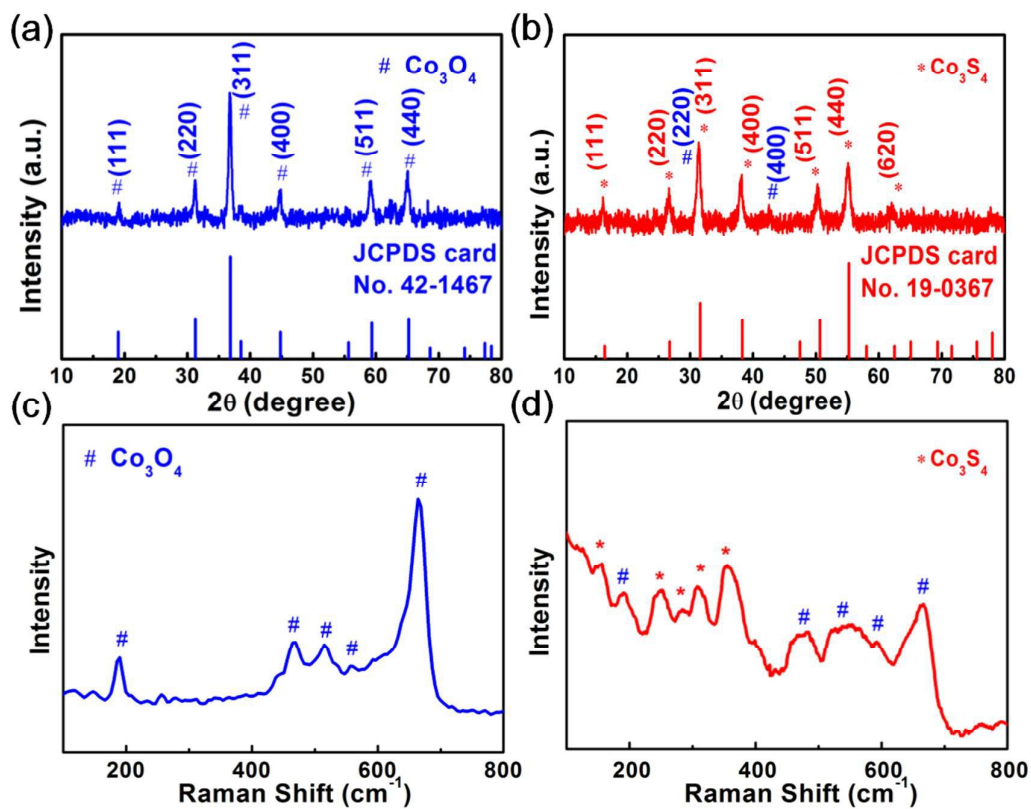 (a)
Intensity (a.u.)
# Co₃O₄
(111)
#
(220)
#
(311)
#
(400)
#
(511)
#
(440)
#
JCPDS card
No. 42-1467
10 20 30 40 50 60 70 80
2θ (degree)
(b)
Intensity (a.u.)
*Co₃S₄
(111)
*
(220)
*
(220)
#
(311)
*
(400)
*
(400)
#
(511)
*
(440)
*
(620)
*
JCPDS card
No. 19-0367
10 20 30 40 50 60 70 80
2θ (degree)
(c)
Intensity
# Co₃O₄
# # # # #
200 400 600 800
Raman Shift (cm⁻¹)
(d)
Intensity
*Co₃S₄
* # * * * * # # # #
200 400 600 800
Raman Shift (cm⁻¹)